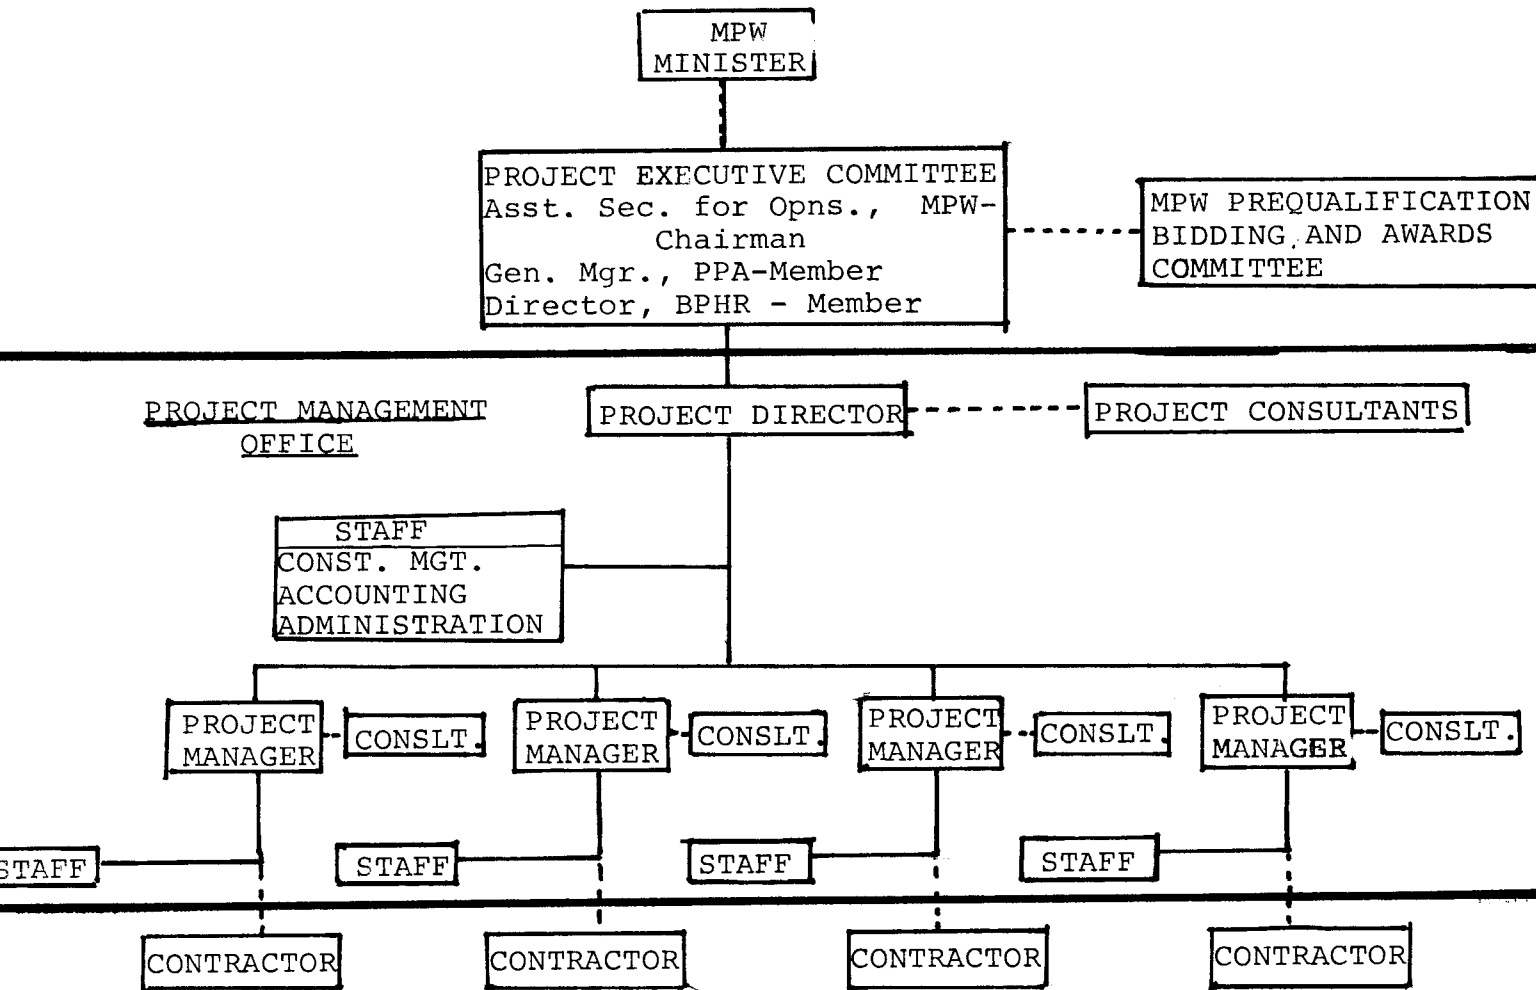 MPW
MINISTER
PROJECT EXECUTIVE COMMITTEE
Asst. Sec. for Opns., MPW-
Chairman
Gen. Mgr., PPA-Member
Director, BPHR - Member
MPW PREQUALIFICATION
BIDDING AND AWARDS
COMMITTEE
PROJECT MANAGEMENT
OFFICE
PROJECT DIRECTOR
PROJECT CONSULTANTS
STAFF
CONST. MGT.
ACCOUNTING
ADMINISTRATION
PROJECT
MANAGER
CONSLT.
PROJECT
MANAGER
CONSLT.
PROJECT
MANAGER
CONSLT.
PROJECT
MANAGER
CONSLT.
STAFF
STAFF
STAFF
STAFF
CONTRACTOR
CONTRACTOR
CONTRACTOR
CONTRACTOR